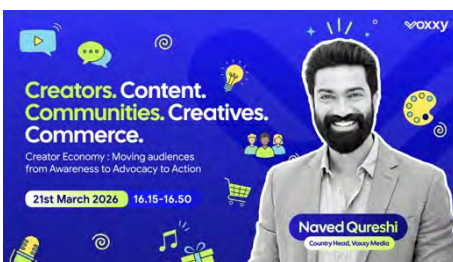 voxxy
Creators. Content.
Communities. Creatives.
Commerce.
Creator Economy : Moving audiences
from Awareness to Advocacy to Action
21st March 2026 16.15-16.50
Naved Qureshi
Country Head, Voxxy Media